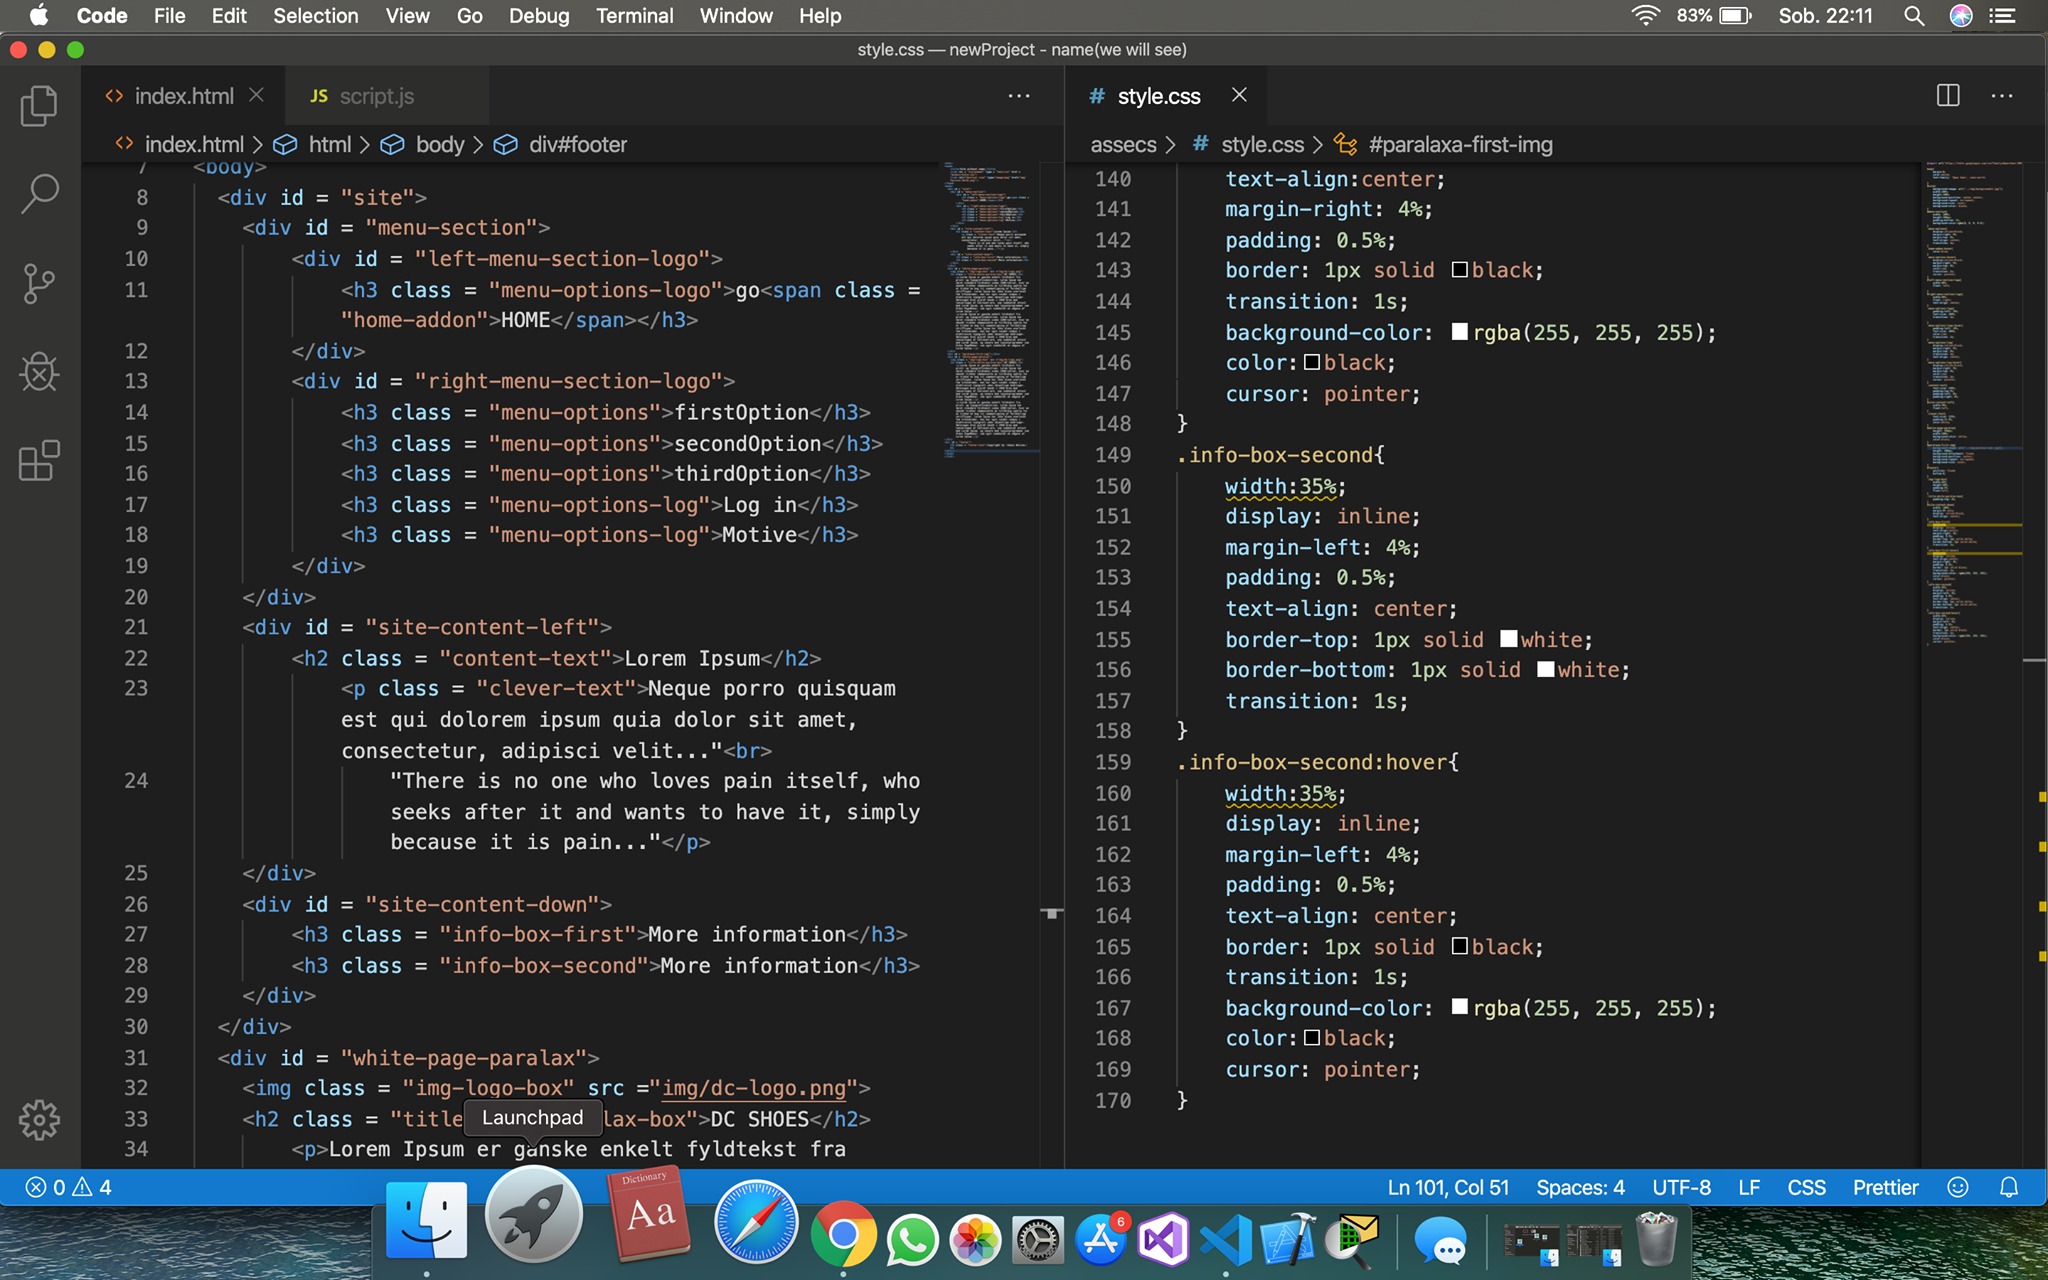 Code File Edit Selection View Go Debug Terminal Window Help 83% Sob. 22:11
style.css — newProject - name(we will see)
<> index.html JS script.js ...
<> index.html > html > body > div#footer
7 <body>
8 <div id = "site">
9 <div id = "menu-section">
10 <div id = "left-menu-section-logo">
11 <h3 class = "menu-options-logo">go<span class =
"home-addon">HOME</span></h3>
12 </div>
13 <div id = "right-menu-section-logo">
14 <h3 class = "menu-options">firstOption</h3>
15 <h3 class = "menu-options">secondOption</h3>
16 <h3 class = "menu-options">thirdOption</h3>
17 <h3 class = "menu-options-log">Log in</h3>
18 <h3 class = "menu-options-log">Motive</h3>
19 </div>
20 </div>
21 <div id = "site-content-left">
22 <h2 class = "content-text">Lorem Ipsum</h2>
23 <p class = "clever-text">Neque porro quisquam
est qui dolorem ipsum quia dolor sit amet,
consectetur, adipisci velit..."<br>
24 "There is no one who loves pain itself, who
seeks after it and wants to have it, simply
because it is pain..."</p>
25 </div>
26 <div id = "site-content-down">
27 <h3 class = "info-box-first">More information</h3>
28 <h3 class = "info-box-second">More information</h3>
29 </div>
30 </div>
31 <div id = "white-page-paralax">
32 <img class = "img-logo-box" src ="img/dc-logo.png">
33 <h2 class = "title lax-box">DC SHOES</h2>
Launchpad
34 <p>Lorem Ipsum er ganske enkelt fyldtekst fra
# style.css ...
assecs > # style.css > #paralaxa-first-img
140 text-align:center;
141 margin-right: 4%;
142 padding: 0.5%;
143 border: 1px solid black;
144 transition: 1s;
145 background-color: rgba(255, 255, 255);
146 color: black;
147 cursor: pointer;
148 }
149 .info-box-second{
150 width:35%;
151 display: inline;
152 margin-left: 4%;
153 padding: 0.5%;
154 text-align: center;
155 border-top: 1px solid white;
156 border-bottom: 1px solid white;
157 transition: 1s;
158 }
159 .info-box-second:hover{
160 width:35%;
161 display: inline;
162 margin-left: 4%;
163 padding: 0.5%;
164 text-align: center;
165 border: 1px solid black;
166 transition: 1s;
167 background-color: rgba(255, 255, 255);
168 color: black;
169 cursor: pointer;
170 }
0 4 Ln 101, Col 51 Spaces: 4 UTF-8 LF CSS Prettier
Dictionary
Aa
6